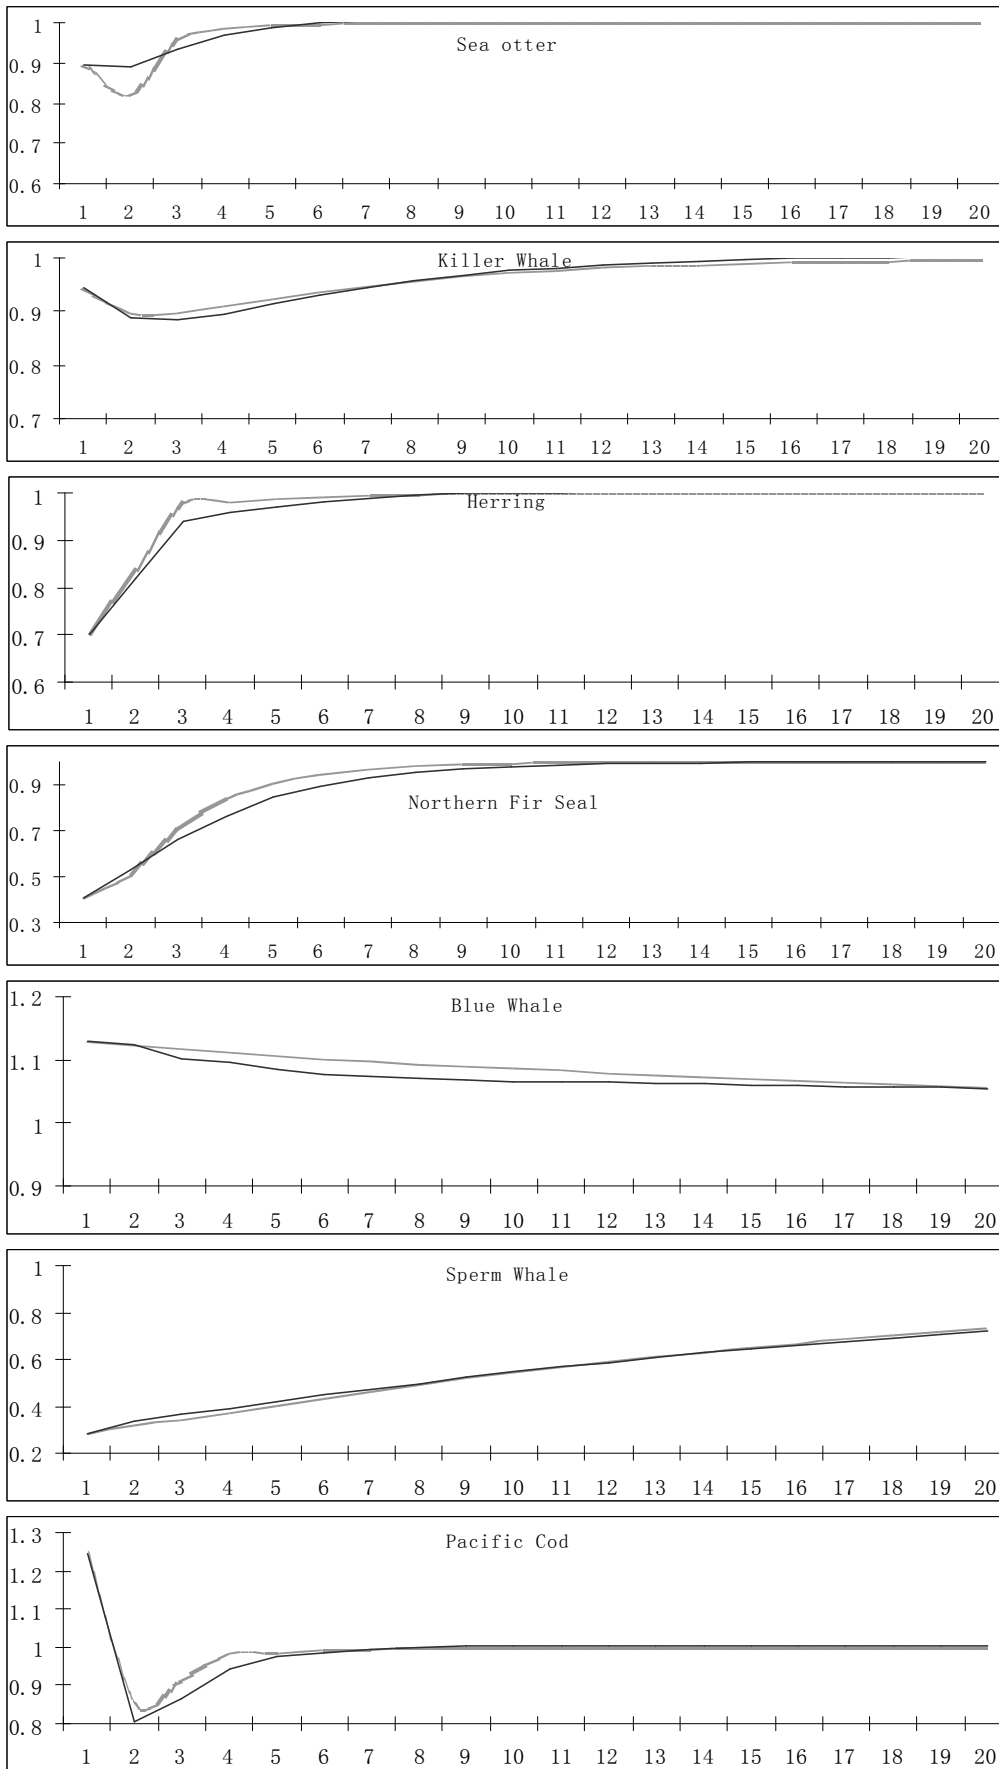 1
Sea otter
0.9
0.8
0.7
0.6
1 2 3 4 5 6 7 8 9 10 11 12 13 14 15 16 17 18 19 20
1
Killer Whale
0.9
0.8
0.7
1 2 3 4 5 6 7 8 9 10 11 12 13 14 15 16 17 18 19 20
1
Herring
0.9
0.8
0.7
0.6
1 2 3 4 5 6 7 8 9 10 11 12 13 14 15 16 17 18 19 20
0.9
Northern Fir Seal
0.7
0.5
0.3
1 2 3 4 5 6 7 8 9 10 11 12 13 14 15 16 17 18 19 20
1.2
Blue Whale
1.1
1
0.9
1 2 3 4 5 6 7 8 9 10 11 12 13 14 15 16 17 18 19 20
1
Sperm Whale
0.8
0.6
0.4
0.2
1 2 3 4 5 6 7 8 9 10 11 12 13 14 15 16 17 18 19 20
1.3
Pacific Cod
1.2
1.1
1
0.9
0.8
1 2 3 4 5 6 7 8 9 10 11 12 13 14 15 16 17 18 19 20